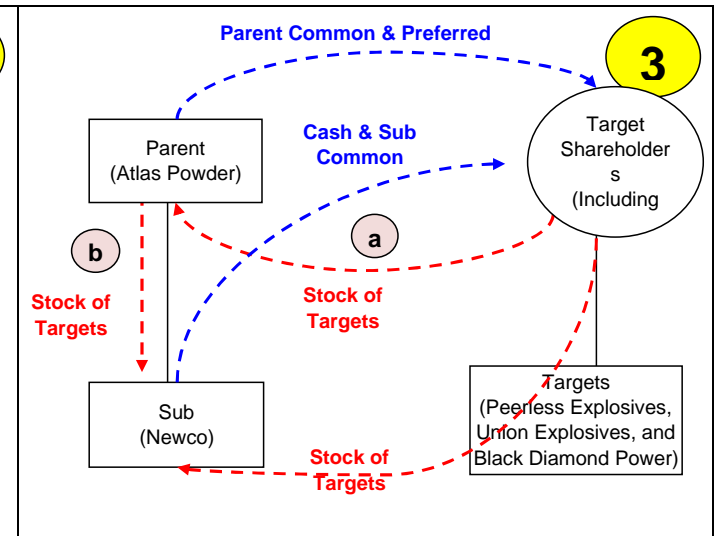 Parent Common & Preferred
3
Cash & Sub
Common
Target
Shareholder
s
(Including
Parent
(Atlas Powder)
a
b
Stock of
Targets
Stock of
Targets
Sub
(Newco)
Targets
(Peerless Explosives,
Union Explosives, and
Black Diamond Power)
Stock of
Targets